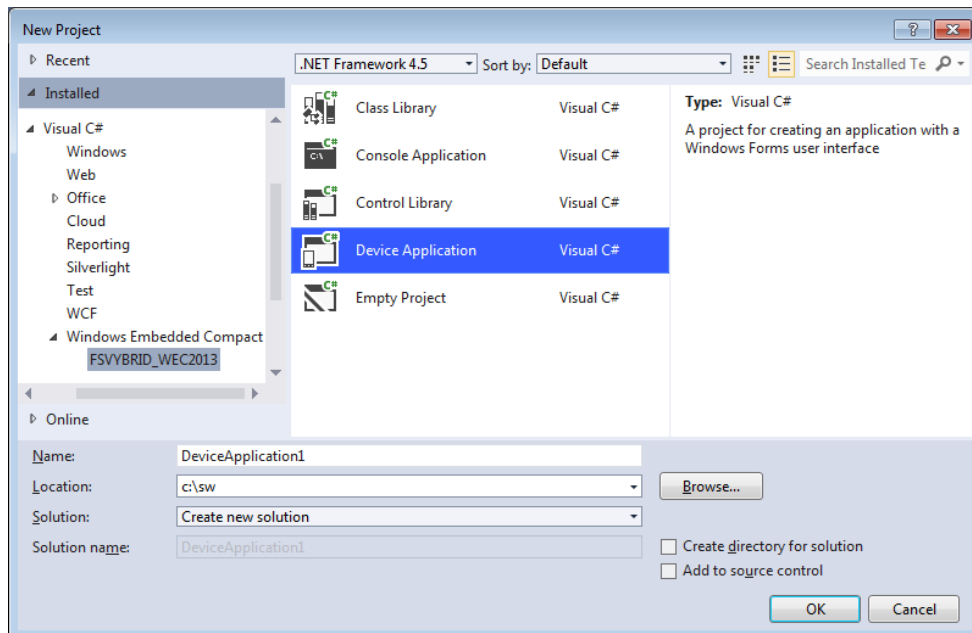 New Project
Recent
.NET Framework 4.5
Sort by:
Default
Search Installed Te
Installed
Visual C#
Windows
Web
Office
Cloud
Reporting
Silverlight
Test
WCF
Windows Embedded Compact
FSVYBRID_WEC2013
Online
Class Library Visual C#
Console Application Visual C#
Control Library Visual C#
Device Application Visual C#
Empty Project Visual C#
Type: Visual C#
A project for creating an application with a
Windows Forms user interface
Name: DeviceApplication1
Location: c:\sw
Browse...
Solution: Create new solution
Solution name: DeviceApplication1
Create directory for solution
Add to source control
OK
Cancel